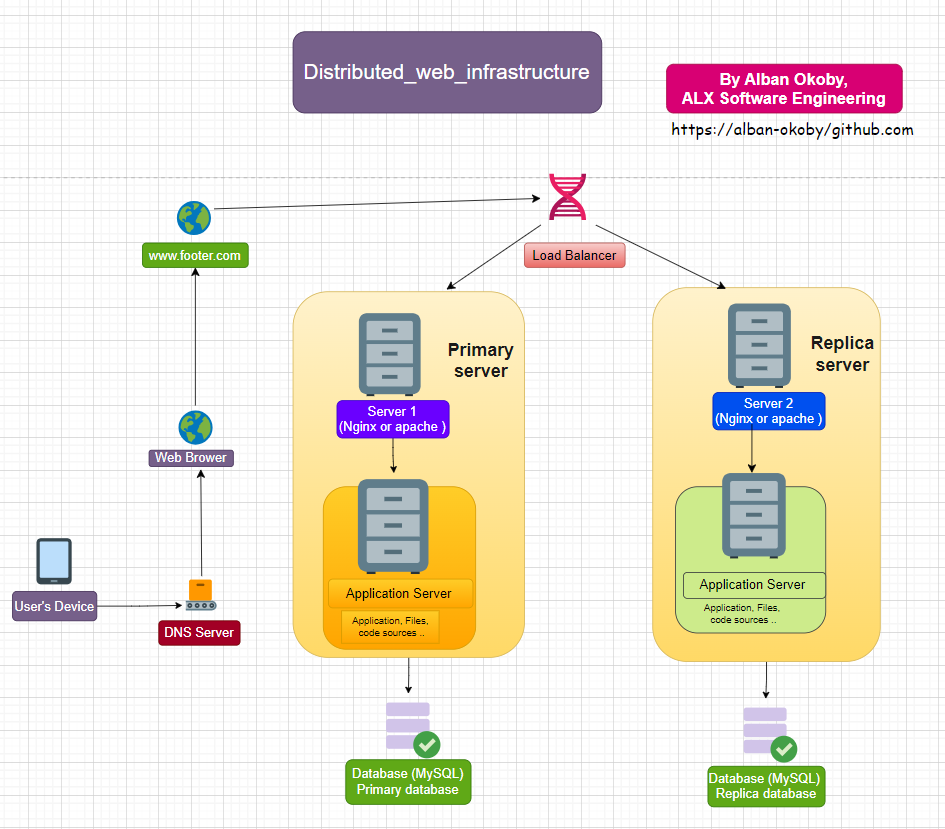 Distributed_web_infrastructure
By Alban Okoby,
ALX Software Engineering
https://alban-okoby/github.com
www.footer.com
Load Balancer
Primary
server
Replica
server
Server 1
(Nginx or apache )
Server 2
(Nginx or apache )
Web Brower
User's Device
DNS Server
Application Server
Application, Files,
code sources ..
Application Server
Application, Files,
code sources ..
Database (MySQL)
Primary database
Database (MySQL)
Replica database